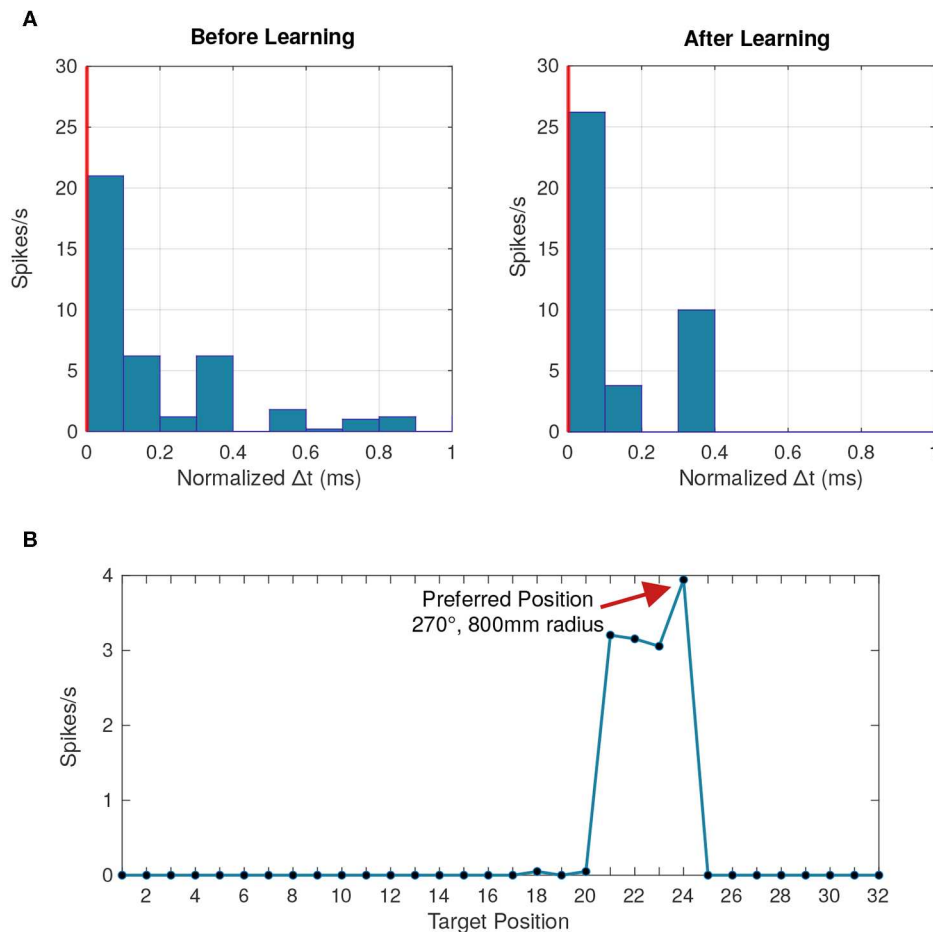 A
Before Learning
After Learning
30
25
20
15
10
5
0
Spikes/s
0 0.2 0.4 0.6 0.8 1
Normalized Δt (ms)
30
25
20
15
10
5
0
Spikes/s
0 0.2 0.4 0.6 0.8
Normalized Δt (ms)
B
4
3
2
1
0
Spikes/s
Preferred Position
270°, 800mm radius
2 4 6 8 10 12 14 16 18 20 22 24 26 28 30 32
Target Position